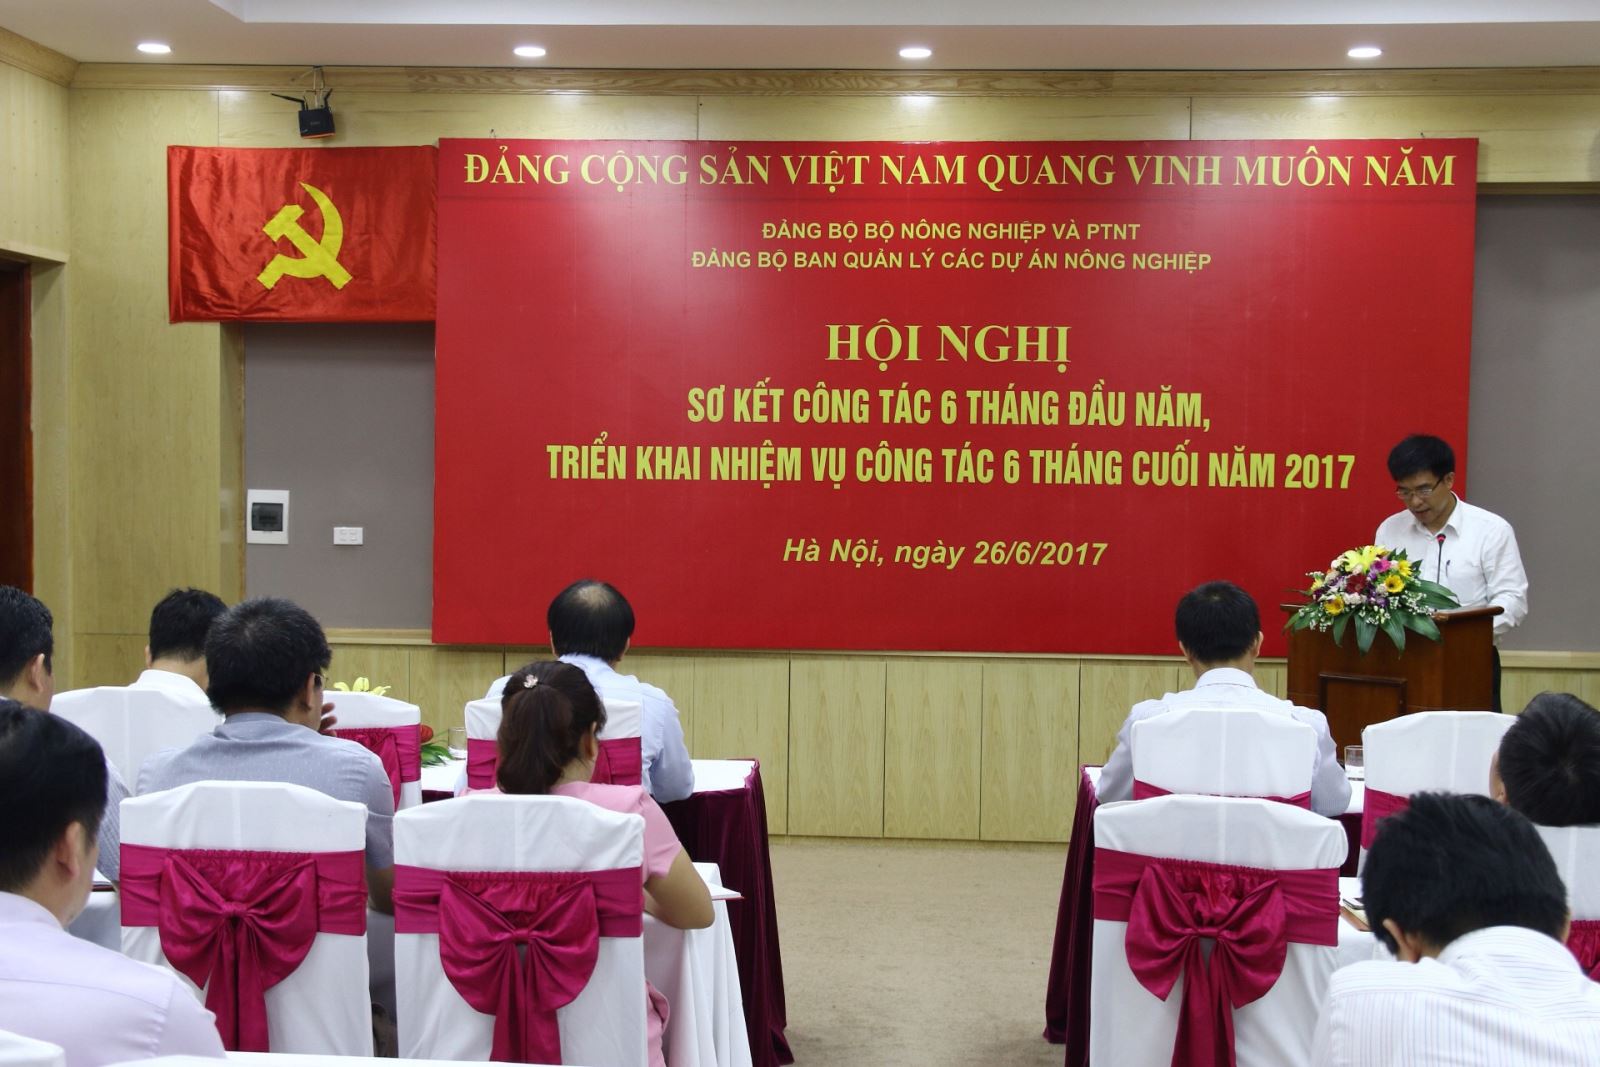 ĐẢNG CỘNG SẢN VIỆT NAM QUANG VINH MUÔN NĂM
ĐẢNG BỘ BỘ NÔNG NGHIỆP VÀ PTNT
ĐẢNG BỘ BAN QUẢN LÝ CÁC DỰ ÁN NÔNG NGHIỆP
HỘI NGHỊ
SƠ KẾT CÔNG TÁC 6 THÁNG ĐẦU NĂM,
TRIỂN KHAI NHIỆM VỤ CÔNG TÁC 6 THÁNG CUỐI NĂM 2017
Hà Nội, ngày 26/6/2017